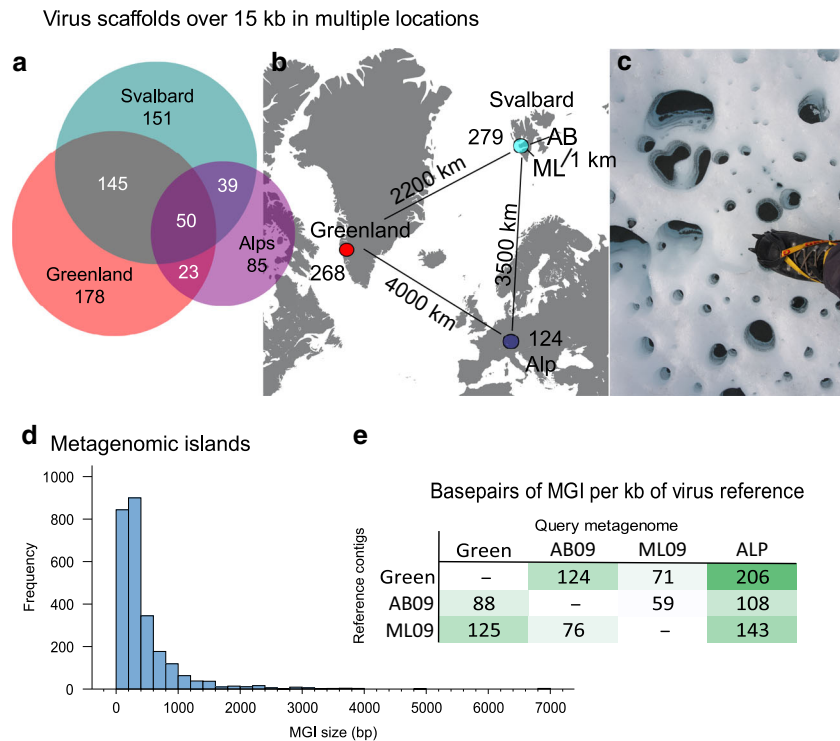 Virus scaffolds over 15 kb in multiple locations
a
Svalbard
151
145
39
50
Alps
85
Greenland
178
23
b
Svalbard
279
AB
ML
1 km
2200 km
Greenland
268
3500 km
4000 km
124
Alp
c
d
Metagenomic islands
Frequency
1000
800
600
400
200
0
0 1000 2000 3000 4000 5000 6000 7000
MGI size (bp)
e
Basepairs of MGI per kb of virus reference
Query metagenome
Reference contigs
Green AB09 ML09 ALP
Green – 124 71 206
AB09 88 – 59 108
ML09 125 76 – 143